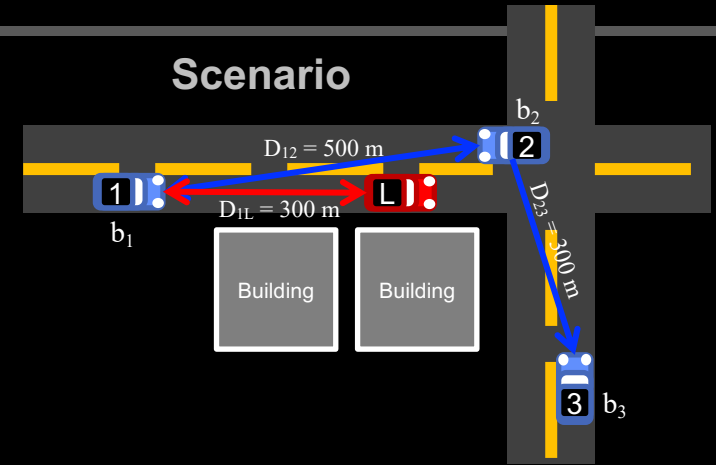 Scenario
b₂
D₁₂ = 500 m
2
1
L
D₁L = 300 m
b₁
D₂₃ = 300 m
Building
Building
3
b₃